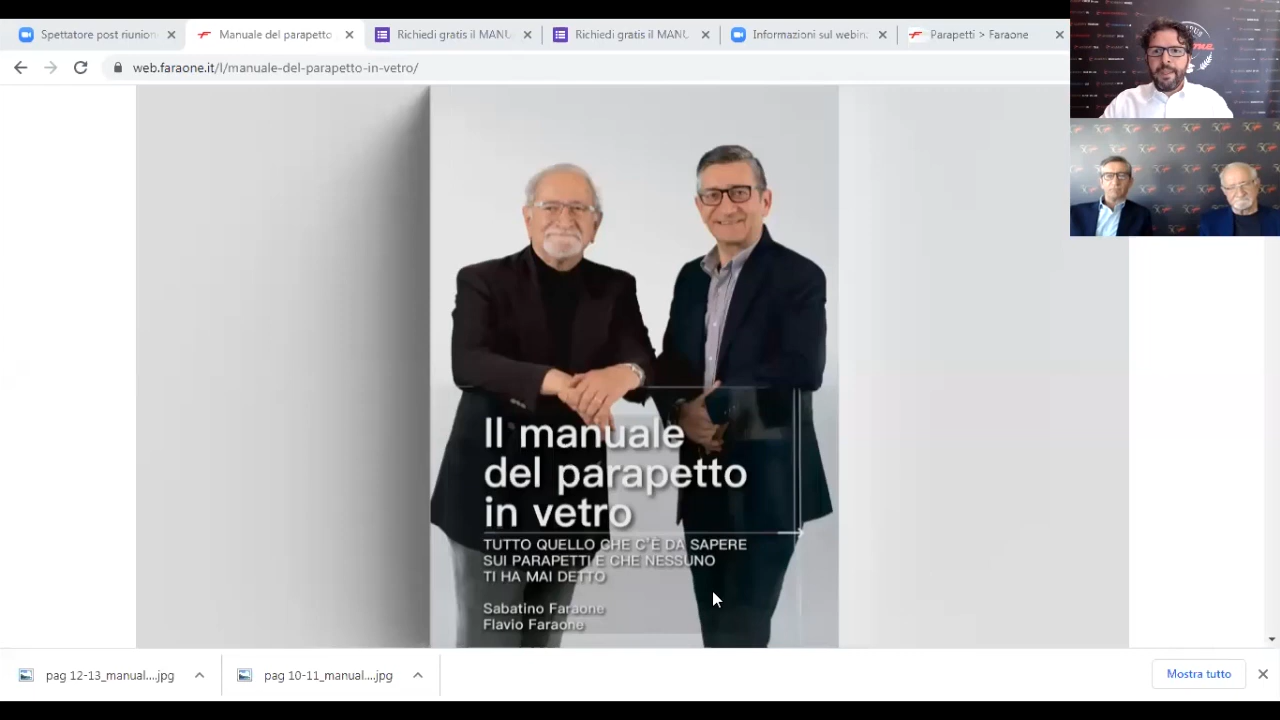 Spettatore post riunion
Manuale del parapetto
Richiedi gratis il MANU
Richiedi gratis il MANU
Informazioni sul webin
Parapetti > Faraone
web.faraone.it/l/manuale-del-parapetto-in-vetro/
Il manuale
del parapetto
in vetro
TUTTO QUELLO CHE C'È DA SAPERE
SUI PARAPETTI E CHE NESSUNO
TI HA MAI DETTO
Sabatino Faraone
Flavio Faraone
pag 12-13_manual....jpg
pag 10-11_manual....jpg
Mostra tutto